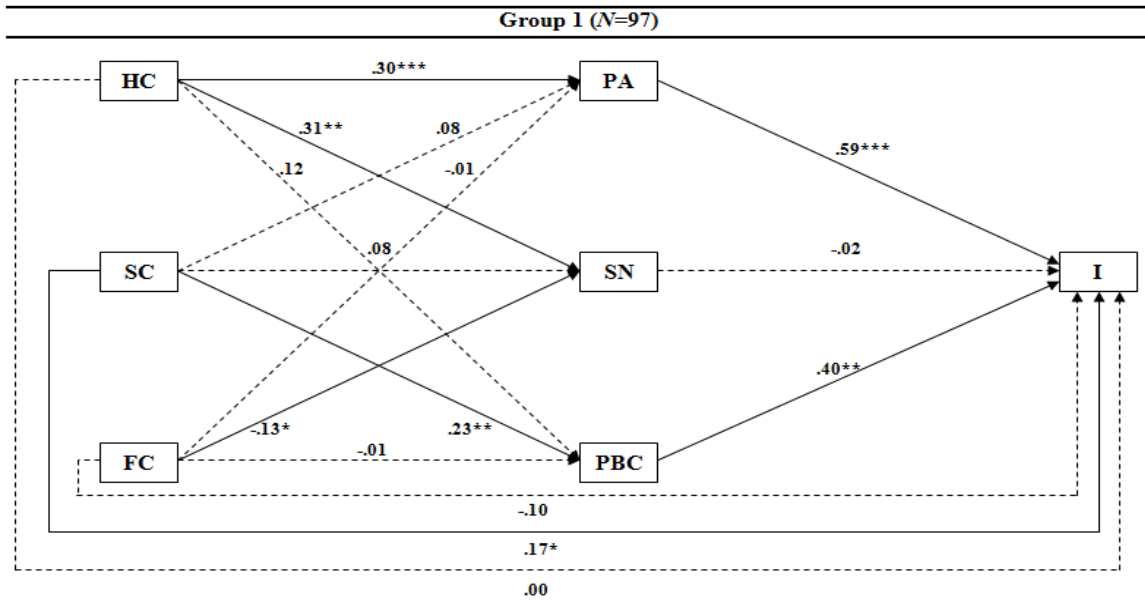 Group 1 (N=97)
HC
.30***
PA
.31**
.08
.12
-.01
.59***
SC
.08
SN
-.02
I
-.13*
.23**
.40**
FC
-.01
PBC
-.10
.17*
.00